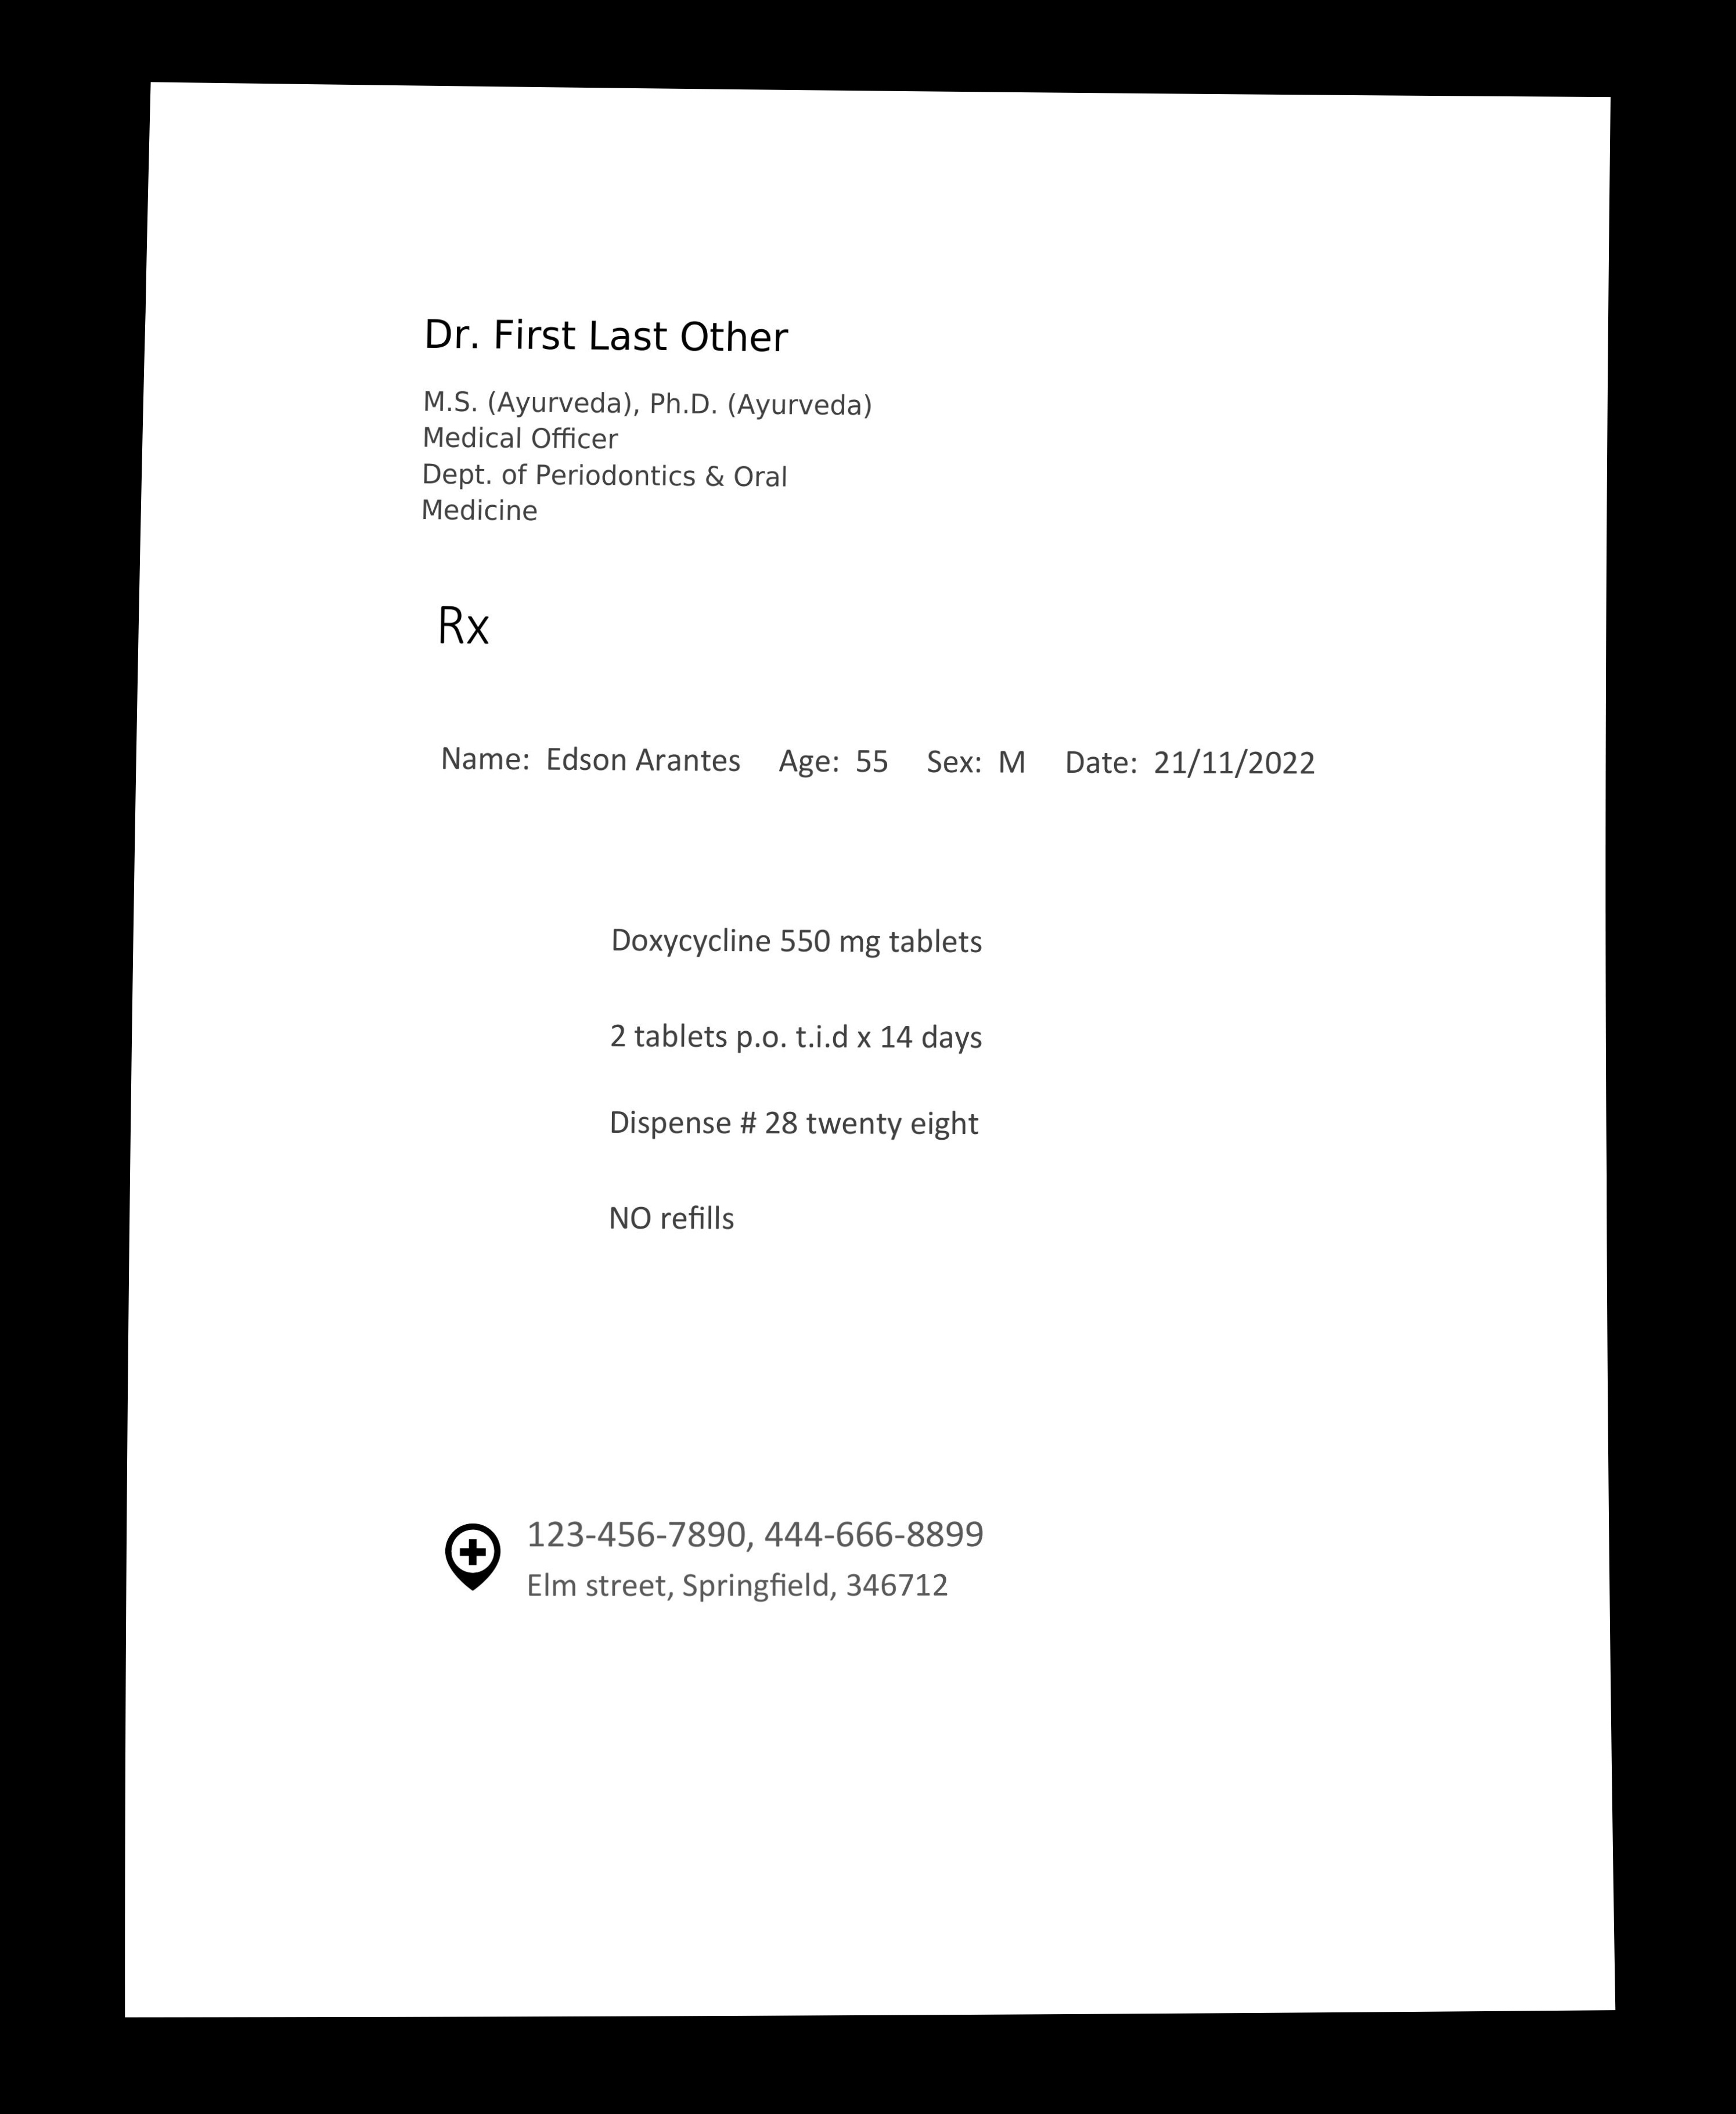 Dr. First Last Other
M.S. (Ayurveda), Ph.D. (Ayurveda)
Medical Officer
Dept. of Periodontics & Oral
Medicine
Rx
Name: Edson Arantes Age: 55 Sex: M Date: 21/11/2022
Doxycycline 550 mg tablets
2 tablets p.o. t.i.d x 14 days
Dispense # 28 twenty eight
NO refills
123-456-7890, 444-666-8899
Elm street, Springfield, 346712